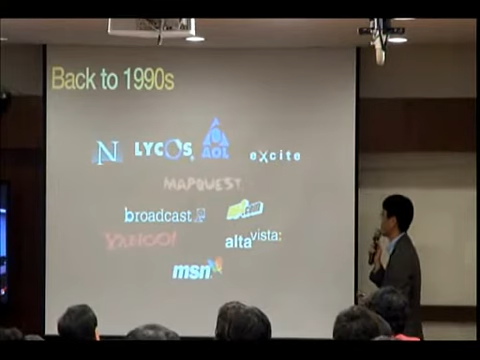 Back to 1990s
N LYCOS AOL excite
MAPQUEST
broadcast
YAHOO! altavista:
msn